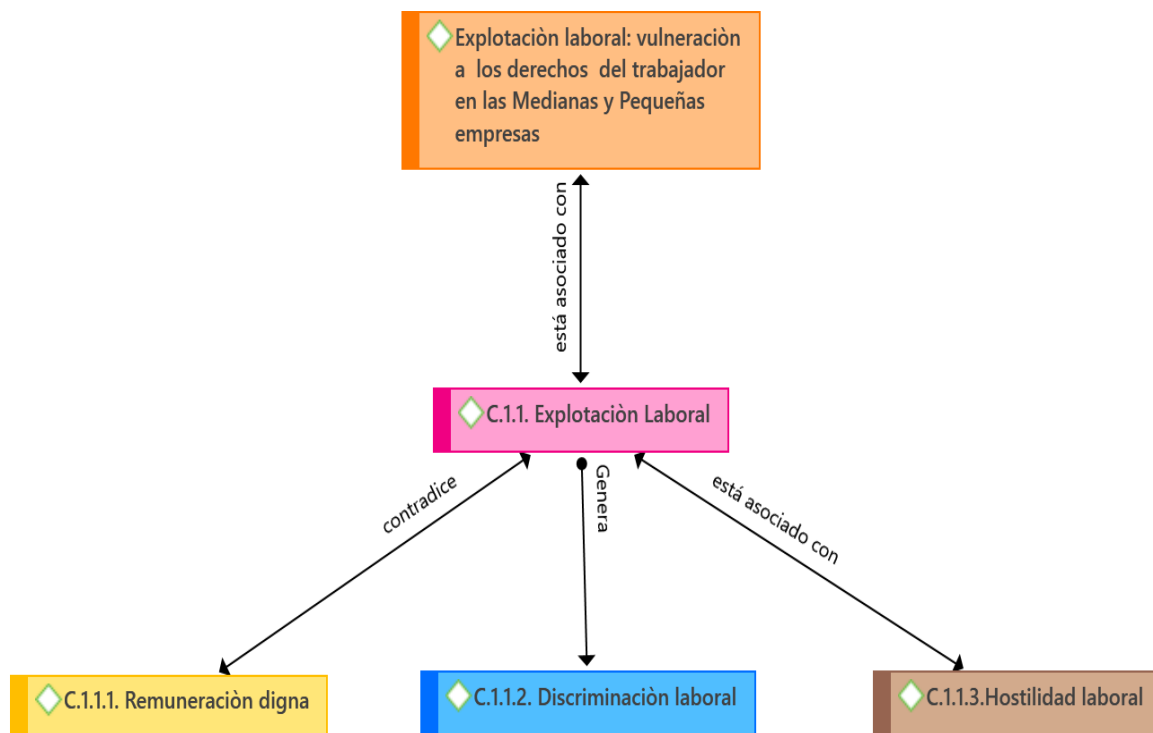 Explotaciòn laboral: vulneraciòn
a los derechos del trabajador
en las Medianas y Pequeñas
empresas
está asociado con
C.1.1. Explotaciòn Laboral
contradice
Genera
está asociado con
C.1.1.1. Remuneraciòn digna
C.1.1.2. Discriminaciòn laboral
C.1.1.3.Hostilidad laboral